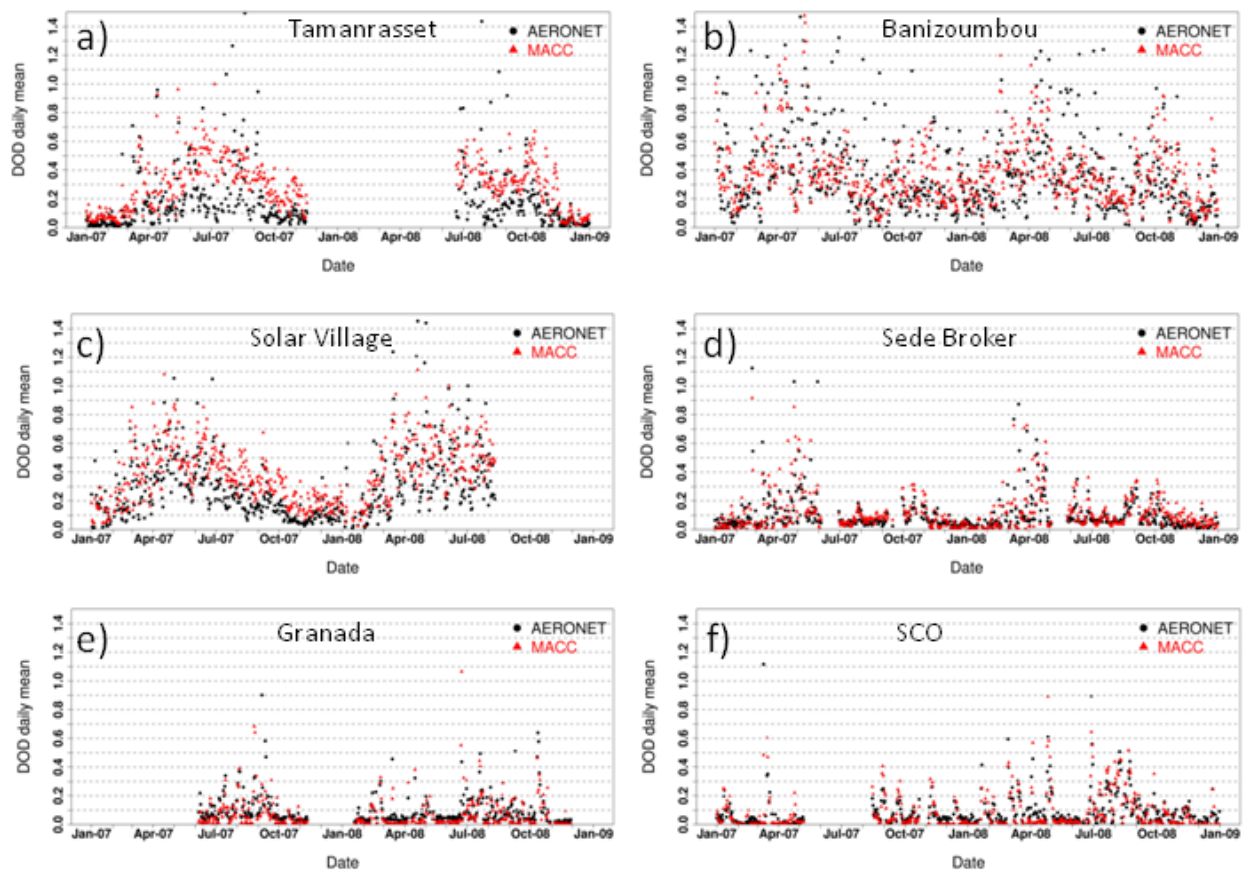 a) Tamanrasset
AERONET
MACC
DOD daily mean
0.0 0.2 0.4 0.6 0.8 1.0 1.2 1.4
Jan-07 Apr-07 Jul-07 Oct-07 Jan-08 Apr-08 Jul-08 Oct-08 Jan-09
Date
b) Banizoumbou
AERONET
MACC
DOD daily mean
0.0 0.2 0.4 0.6 0.8 1.0 1.2 1.4
Jan-07 Apr-07 Jul-07 Oct-07 Jan-08 Apr-08 Jul-08 Oct-08 Jan-09
Date
c) Solar Village
AERONET
MACC
DOD daily mean
0.0 0.2 0.4 0.6 0.8 1.0 1.2 1.4
Jan-07 Apr-07 Jul-07 Oct-07 Jan-08 Apr-08 Jul-08 Oct-08 Jan-09
Date
d) Sede Broker
AERONET
MACC
DOD daily mean
0.0 0.2 0.4 0.6 0.8 1.0 1.2 1.4
Jan-07 Apr-07 Jul-07 Oct-07 Jan-08 Apr-08 Jul-08 Oct-08 Jan-09
Date
e) Granada
AERONET
MACC
DOD daily mean
0.0 0.2 0.4 0.6 0.8 1.0 1.2 1.4
Jan-07 Apr-07 Jul-07 Oct-07 Jan-08 Apr-08 Jul-08 Oct-08 Jan-09
Date
f) SCO
AERONET
MACC
DOD daily mean
0.0 0.2 0.4 0.6 0.8 1.0 1.2 1.4
Jan-07 Apr-07 Jul-07 Oct-07 Jan-08 Apr-08 Jul-08 Oct-08 Jan-09
Date